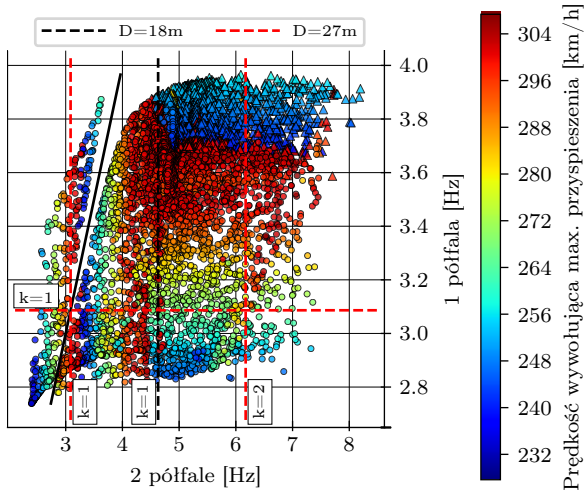 D=18m D=27m
4.0
3.8
3.6
3.4
3.2
3.0
2.8
1 półfala [Hz]
k=1
k=1
k=1
k=2
3 4 5 6 7 8
2 półfale [Hz]
304
296
288
280
272
264
256
248
240
232
Prędkość wywołująca max. przyspieszenia [km/h]